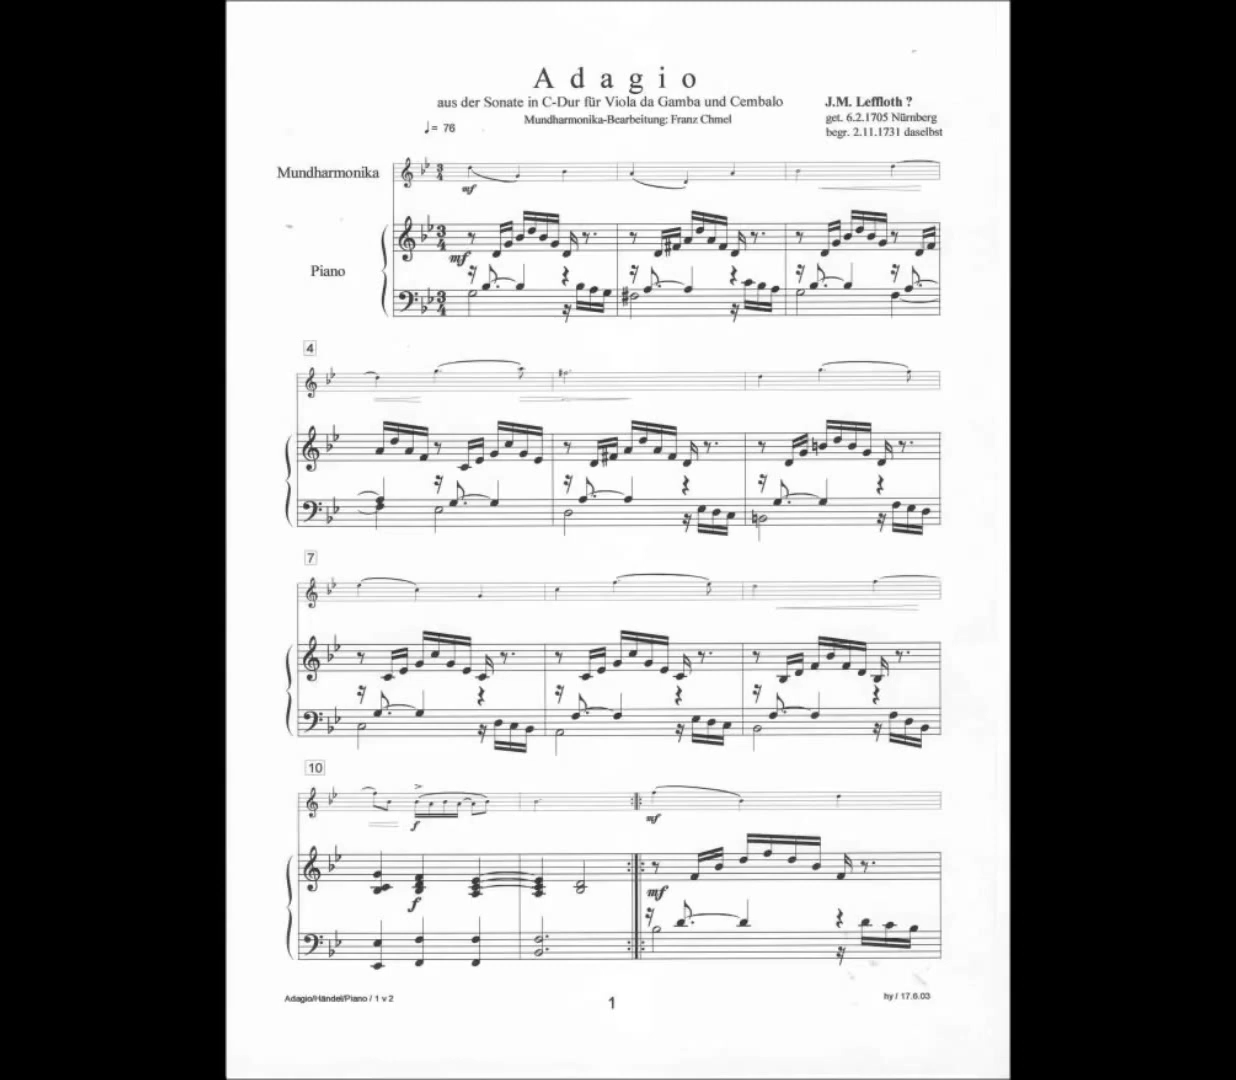 A d a g i o
aus der Sonate in C-Dur für Viola da Gamba und Cembalo
Mundharmonika-Bearbeitung: Franz Chmel
J.M. Leffloth ?
get. 6.2.1705 Nürnberg
begr. 2.11.1731 daselbst
♩= 76
Mundharmonika
mf
mf
Piano
4
7
10
f
mf
f
mf
Adagio/Händel/Piano / 1 v 2
1
hy / 17.6.03